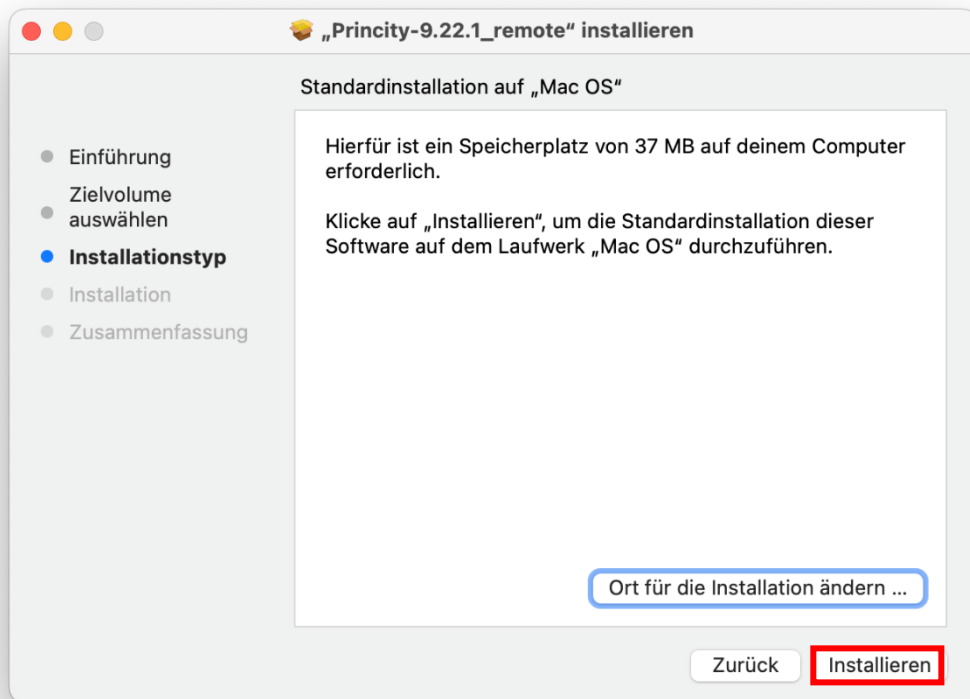 „Princity-9.22.1_remote“ installieren
Standardinstallation auf „Mac OS“
Einführung
Zielvolume
auswählen
Installationstyp
Installation
Zusammenfassung
Hierfür ist ein Speicherplatz von 37 MB auf deinem Computer
erforderlich.
Klicke auf „Installieren“, um die Standardinstallation dieser
Software auf dem Laufwerk „Mac OS“ durchzuführen.
Ort für die Installation ändern ...
Zurück
Installieren